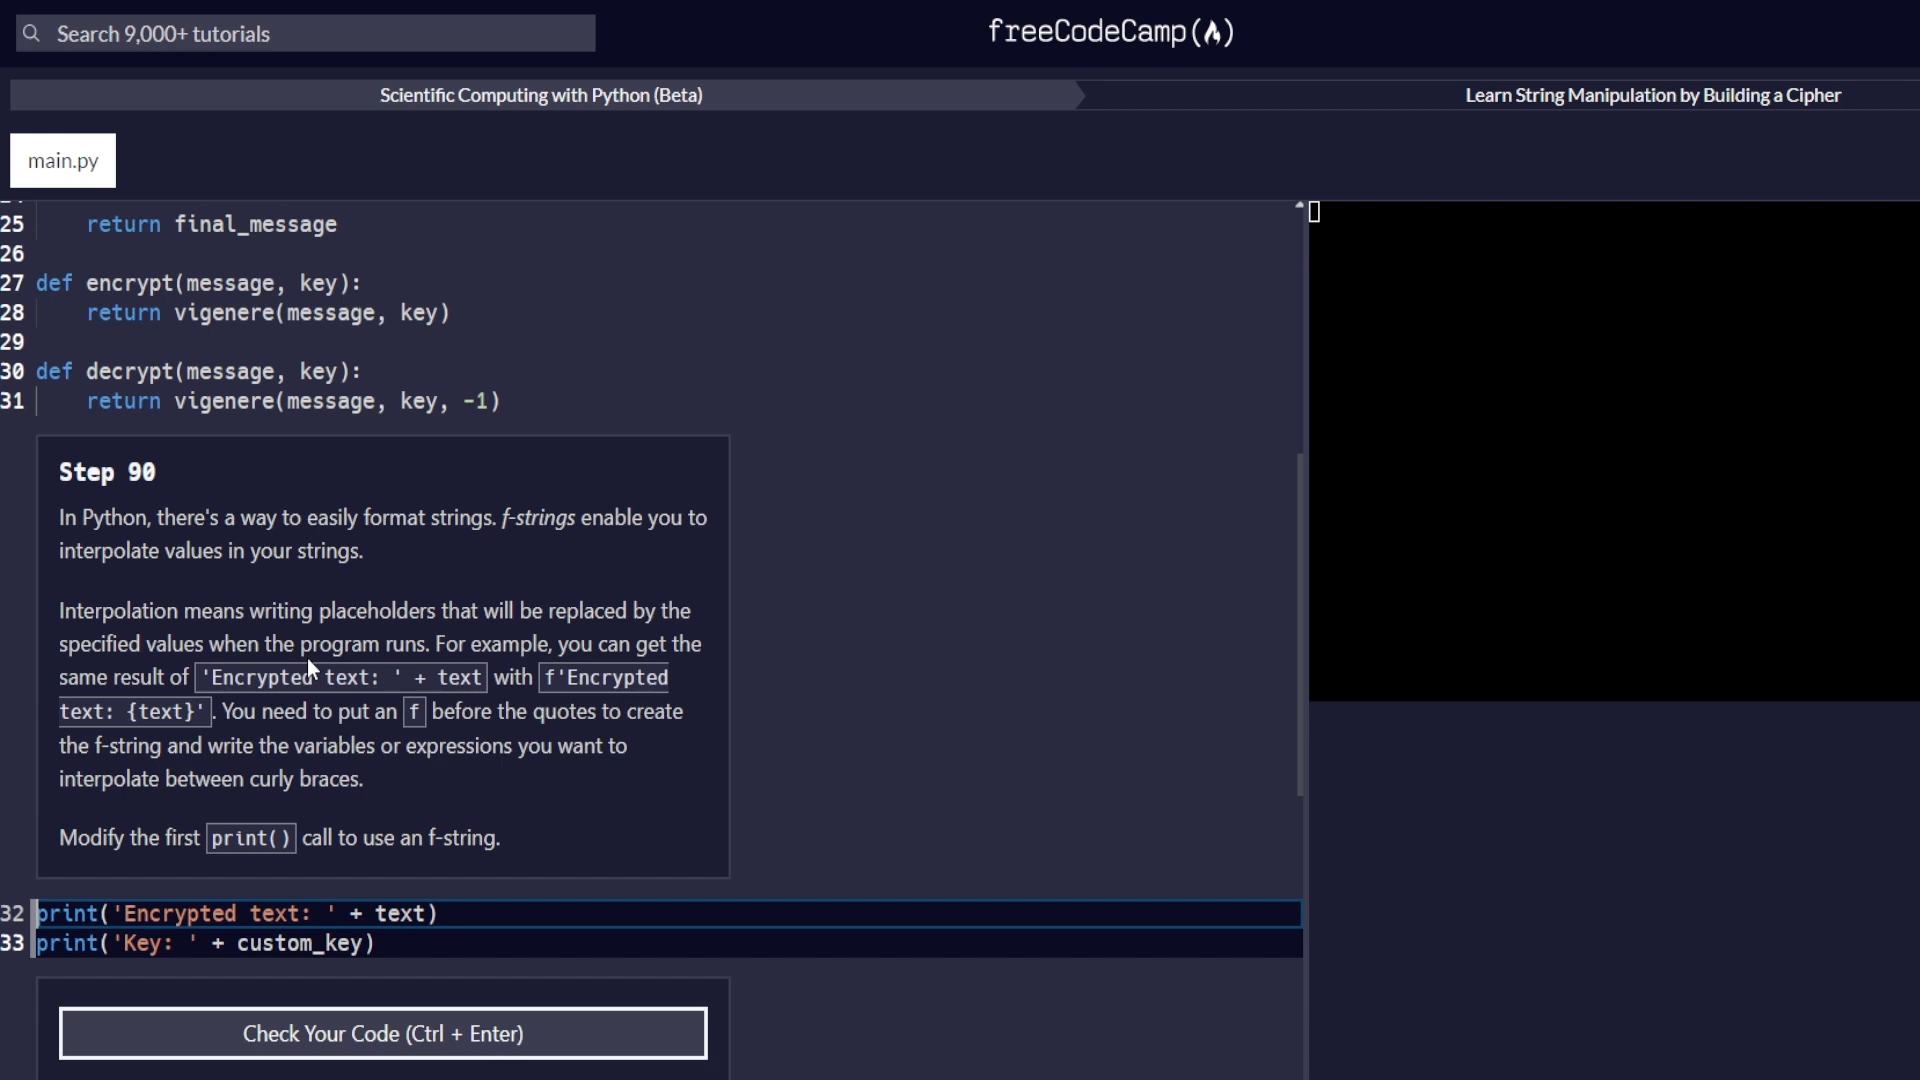 Search 9,000+ tutorials
freeCodeCamp(🔥)
Scientific Computing with Python (Beta)
Learn String Manipulation by Building a Cipher
main.py
25     return final_message
26
27 def encrypt(message, key):
28     return vigenere(message, key)
29
30 def decrypt(message, key):
31     return vigenere(message, key, -1)
Step 90
In Python, there's a way to easily format strings. f-strings enable you to
interpolate values in your strings.
Interpolation means writing placeholders that will be replaced by the
specified values when the program runs. For example, you can get the
same result of 'Encrypted text: ' + text with f'Encrypted
text: {text}'. You need to put an f before the quotes to create
the f-string and write the variables or expressions you want to
interpolate between curly braces.
Modify the first print() call to use an f-string.
32 print('Encrypted text: ' + text)
33 print('Key: ' + custom_key)
Check Your Code (Ctrl + Enter)